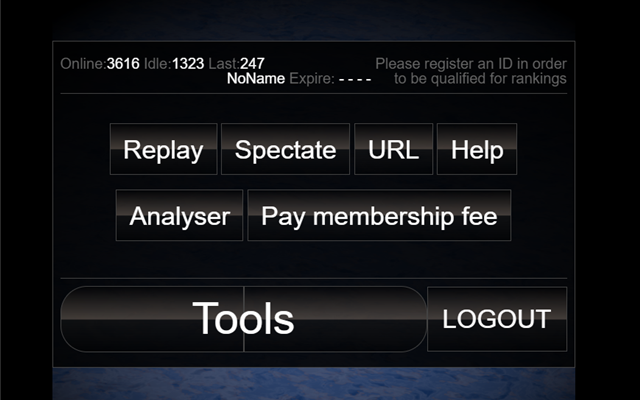 Online:3616 Idle:1323 Last:247
NoName Expire: - - - -
Please register an ID in order
to be qualified for rankings
Replay Spectate URL Help
Analyser Pay membership fee
Tools LOGOUT